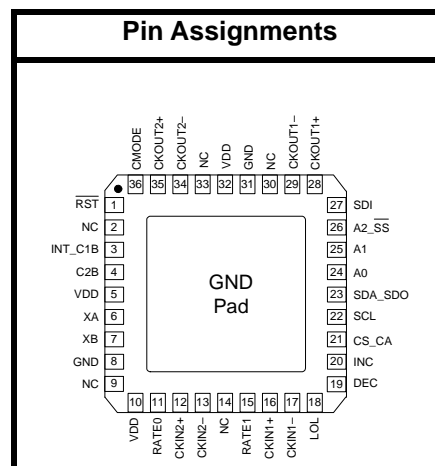 Pin Assignments
CMODE
CKOUT2+
CKOUT2–
NC
VDD
GND
NC
CKOUT1–
CKOUT1+
36 35 34 33 32 31 30 29 28
RST 1
NC 2
INT_C1B 3
C2B 4
VDD 5
XA 6
XB 7
GND 8
NC 9
GND
Pad
27 SDI
26 A2_SS
25 A1
24 A0
23 SDA_SDO
22 SCL
21 CS_CA
20 INC
19 DEC
10 11 12 13 14 15 16 17 18
VDD
RATE0
CKIN2+
CKIN2–
NC
RATE1
CKIN1+
CKIN1–
LOL